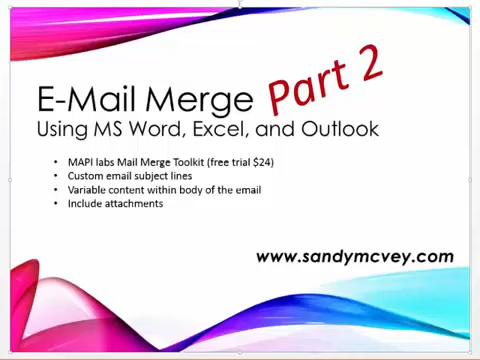 E-Mail Merge Part 2
Using MS Word, Excel, and Outlook
• MAPI labs Mail Merge Toolkit (free trial $24)
• Custom email subject lines
• Variable content within body of the email
• Include attachments
www.sandymcvey.com